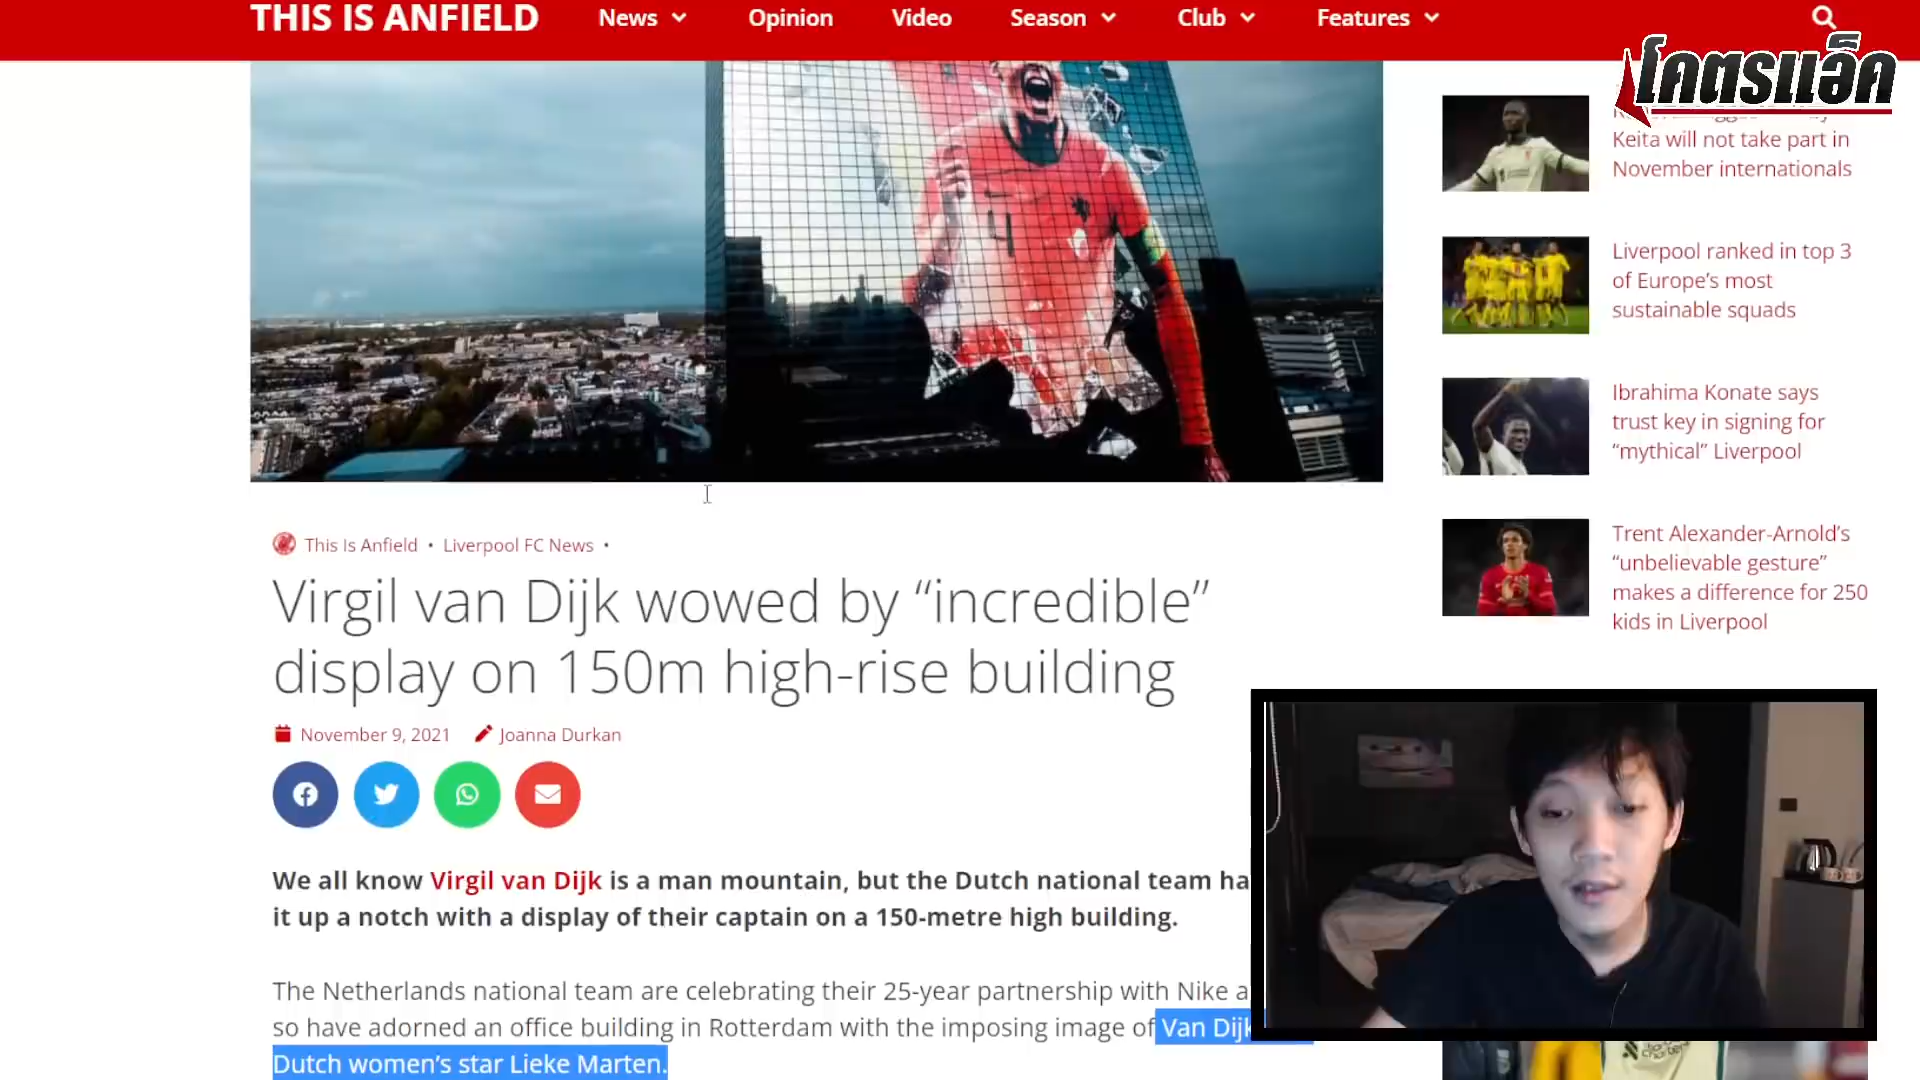 THIS IS ANFIELD
News
Opinion
Video
Season
Club
Features
โคตรแอ็ค
Keita will not take part in
November internationals
Liverpool ranked in top 3
of Europe's most
sustainable squads
Ibrahima Konate says
trust key in signing for
“mythical” Liverpool
Trent Alexander-Arnold's
“unbelievable gesture”
makes a difference for 250
kids in Liverpool
4
This Is Anfield • Liverpool FC News •
Virgil van Dijk wowed by “incredible”
display on 150m high-rise building
November 9, 2021 Joanna Durkan
We all know Virgil van Dijk is a man mountain, but the Dutch national team ha
it up a notch with a display of their captain on a 150-metre high building.
The Netherlands national team are celebrating their 25-year partnership with Nike a
so have adorned an office building in Rotterdam with the imposing image of Van Dijk
Dutch women's star Lieke Marten.